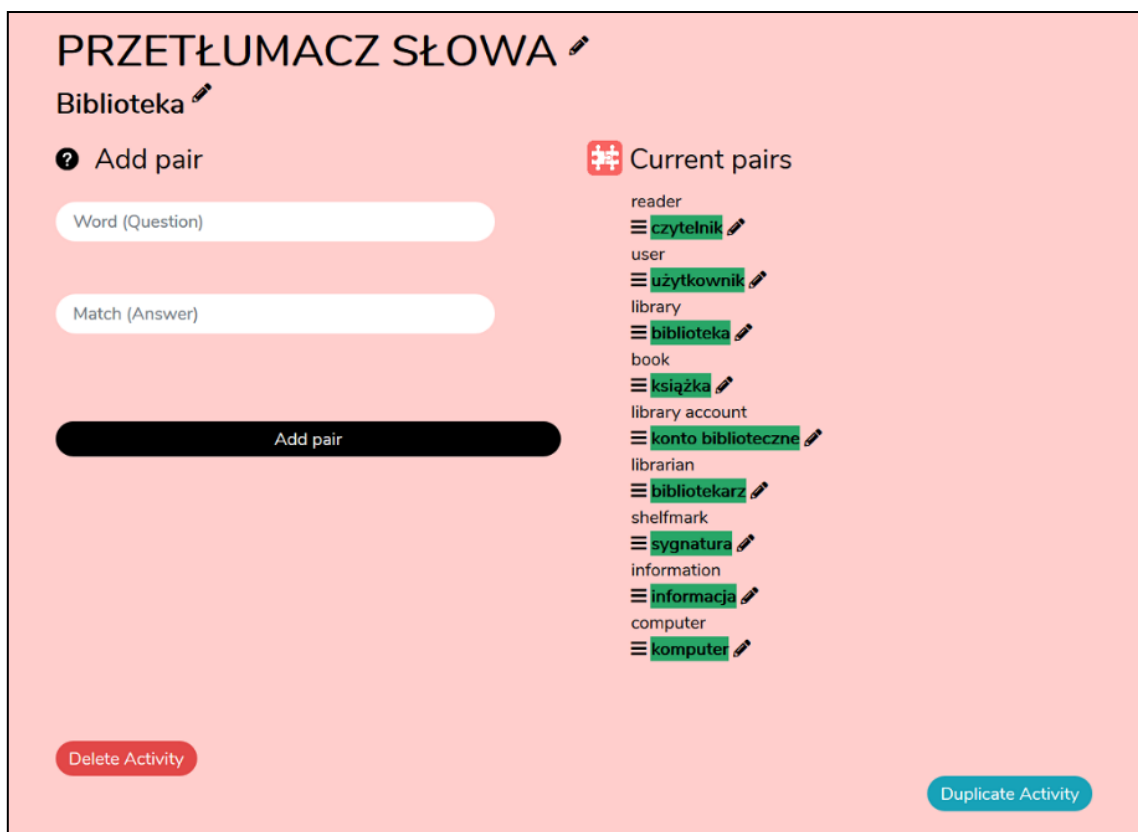 PRZETŁUMACZ SŁOWA
Biblioteka
Add pair
Word (Question)
Match (Answer)
Add pair
Current pairs
reader
czytelnik
user
użytkownik
library
biblioteka
book
książka
library account
konto biblioteczne
librarian
bibliotekarz
shelfmark
sygnatura
information
informacja
computer
komputer
Delete Activity
Duplicate Activity